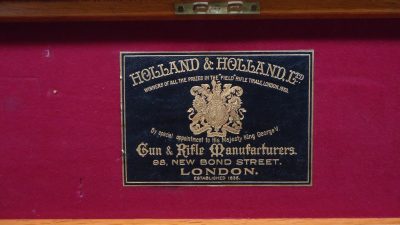 HOLLAND & HOLLAND, LTD
WINNERS OF ALL THE PRIZES IN THE "FIELD" RIFLE TRIALS, LONDON, 1883.
By special appointment to His Majesty King George V.
Gun & Rifle Manufacturers.
98, NEW BOND STREET.
LONDON.
ESTABLISHED 1835.